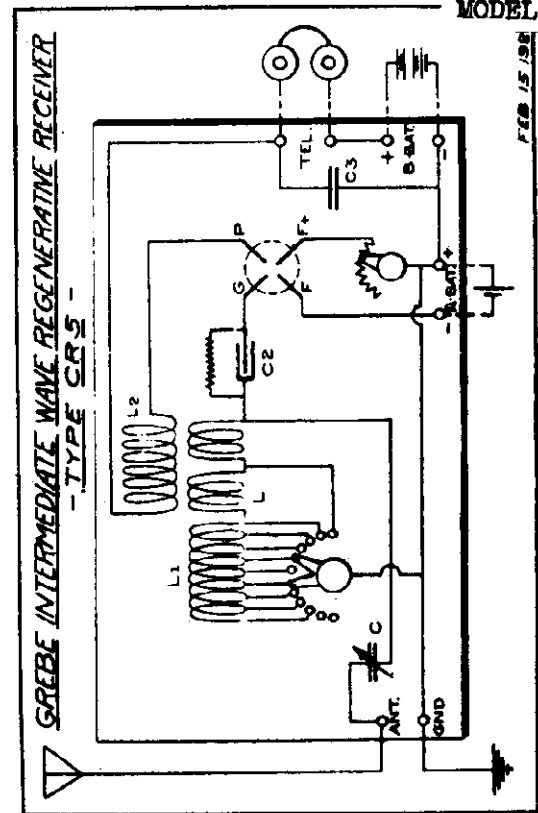 MODEL
GREBE INTERMEDIATE WAVE REGENERATIVE RECEIVER
- TYPE CR5 -
L2
L1
L
P
G
F+
F
C2
C3
TEL.
+ B-BAT. -
- A-BAT. +
C
ANT.
GND
FEB 15